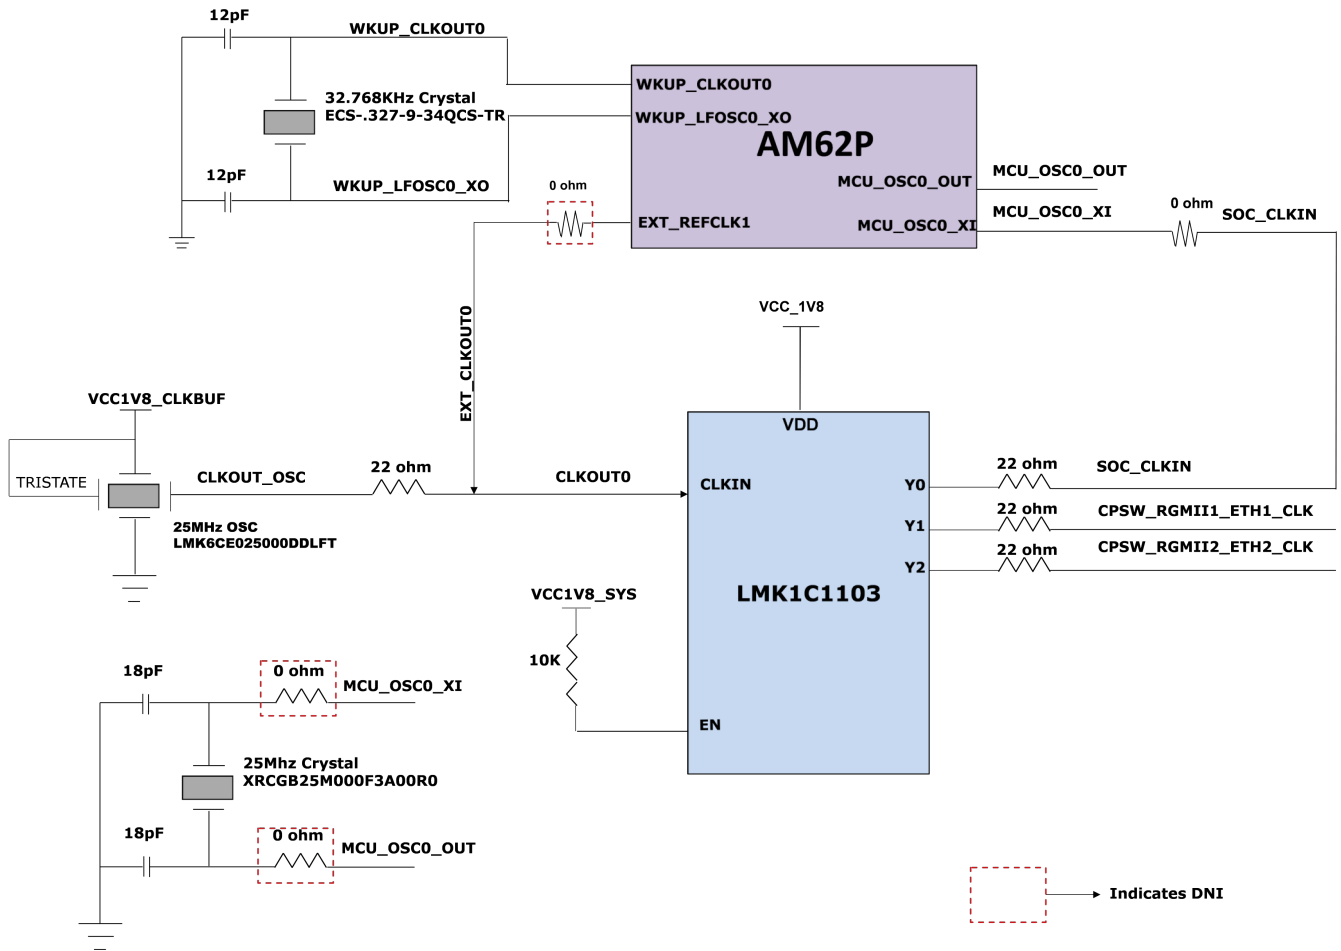 12pF
WKUP_CLKOUT0
32.768KHz Crystal
ECS-.327-9-34QCS-TR
12pF
WKUP_LFOSC0_XO
WKUP_CLKOUT0
WKUP_LFOSC0_XO
AM62P
MCU_OSC0_OUT
MCU_OSC0_XI
EXT_REFCLK1
0 ohm
MCU_OSC0_OUT
MCU_OSC0_XI
0 ohm
SOC_CLKIN
EXT_CLKOUT0
VCC_1V8
VCC1V8_CLKBUF
TRISTATE
CLKOUT_OSC
22 ohm
CLKOUT0
25MHz OSC
LMK6CE025000DDLFT
VDD
CLKIN
Y0
Y1
Y2
LMK1C1103
EN
22 ohm
SOC_CLKIN
22 ohm
CPSW_RGMII1_ETH1_CLK
22 ohm
CPSW_RGMII2_ETH2_CLK
VCC1V8_SYS
10K
18pF
0 ohm
MCU_OSC0_XI
25Mhz Crystal
XRCGB25M000F3A00R0
18pF
0 ohm
MCU_OSC0_OUT
Indicates DNI